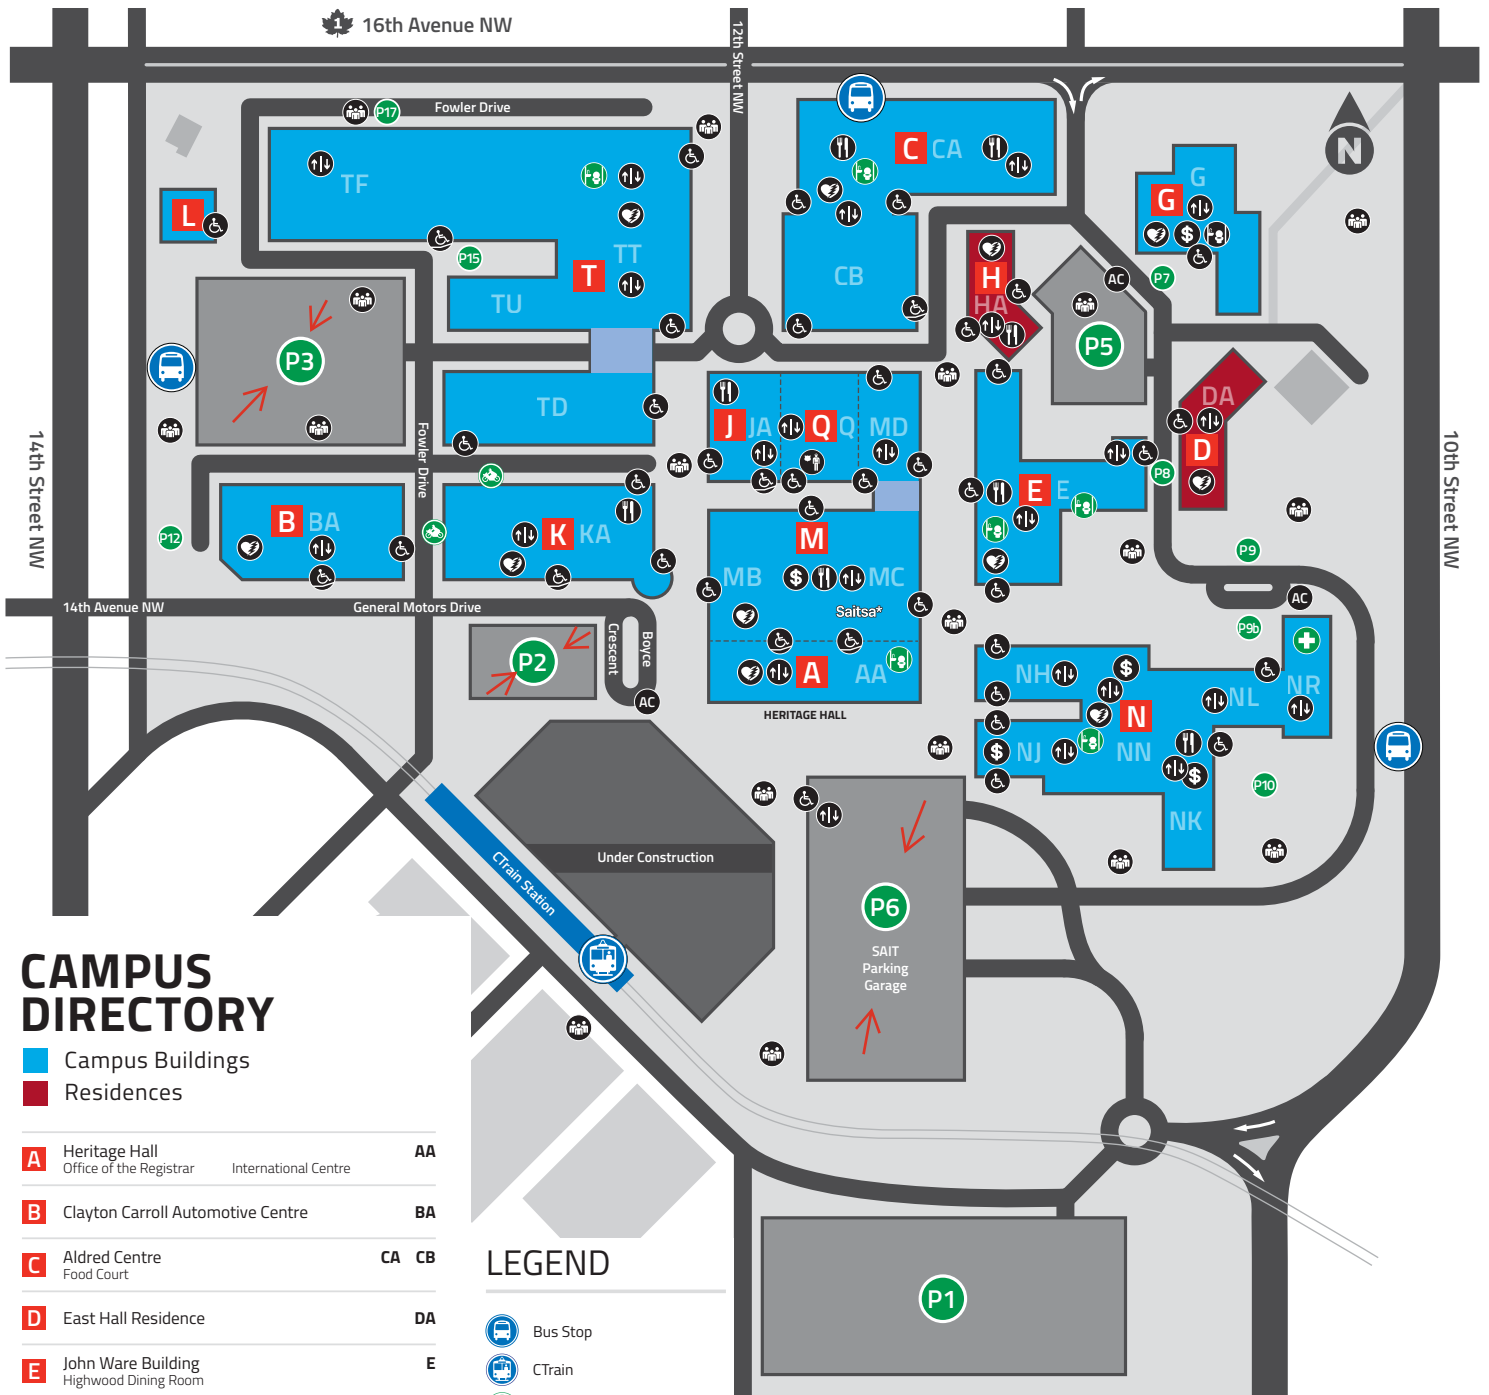 1 16th Avenue NW
12th Street NW
Fowler Drive
P17
TF
C CA
N
G
G
L
TT
T
P15
TU
CB
H
HA
AC
P7
P3
P5
TD
DA
D
J JA
Q Q
MD
Fowler Drive
14th Street NW
10th Street NW
E E
P8
B BA
K KA
M
P12
P9
MB
MC
Saitsa*
AC
14th Avenue NW
General Motors Drive
Boyce
Crescent
P9b
P2
A AA
NH
N
NL
NR
AC
HERITAGE HALL
NJ
NN
P10
NK
CTrain Station
Under Construction
P6
SAIT
Parking
Garage
P1
CAMPUS
DIRECTORY
Campus Buildings
Residences
A Heritage Hall AA
Office of the Registrar International Centre
B Clayton Carroll Automotive Centre BA
C Aldred Centre CA CB
Food Court
D East Hall Residence DA
E John Ware Building E
Highwood Dining Room
LEGEND
Bus Stop
CTrain